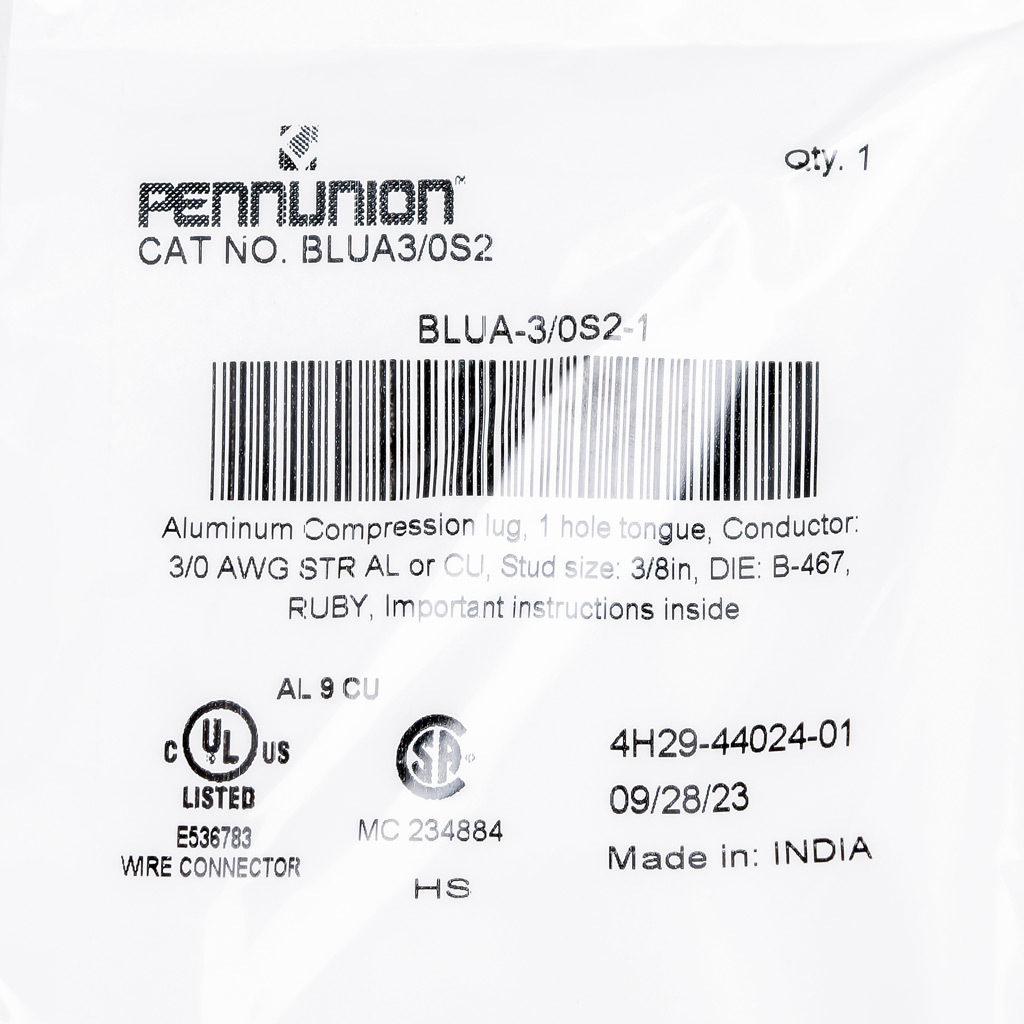 Qty. 1
PENNUNION™
CAT NO. BLUA3/0S2
BLUA-3/0S2-1
Aluminum Compression lug, 1 hole tongue, Conductor:
3/0 AWG STR AL or CU, Stud size: 3/8in, DIE: B-467,
RUBY, Important instructions inside
AL 9 CU
C UL US
LISTED
E536783
WIRE CONNECTOR
SA
MC 234884
HS
4H29-44024-01
09/28/23
Made in: INDIA